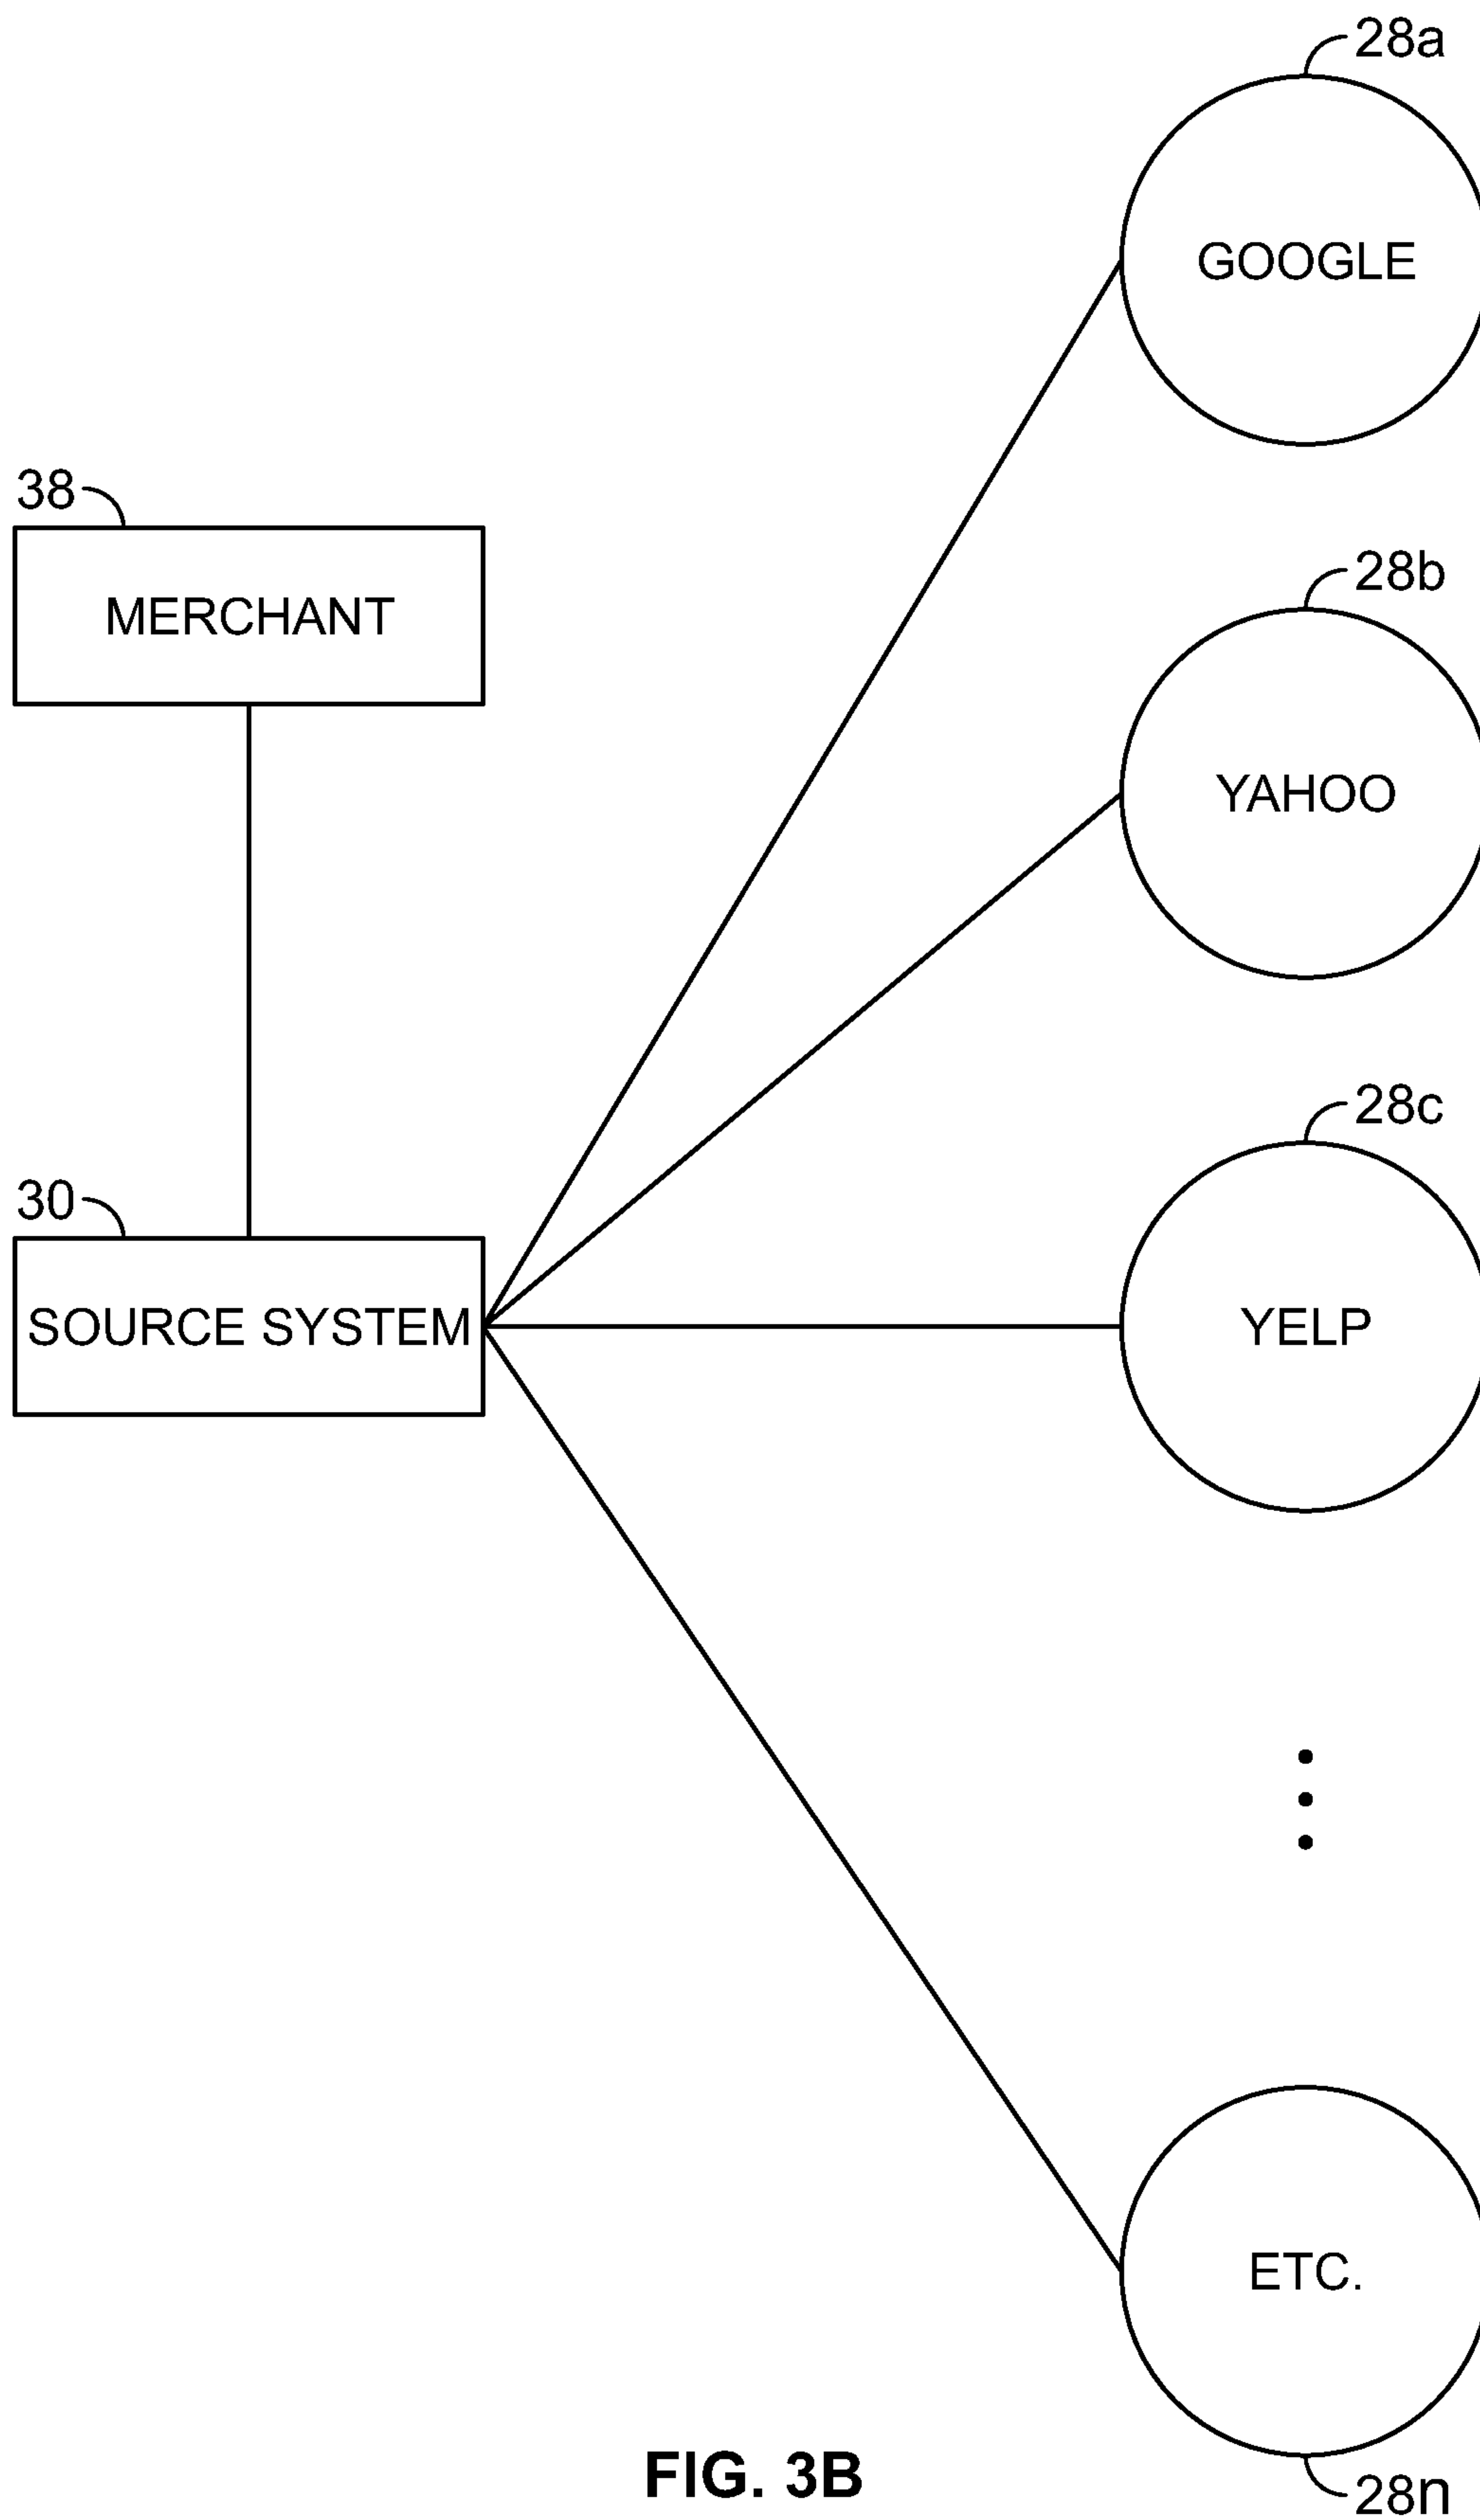 28a
GOOGLE
38
MERCHANT
28b
YAHOO
28c
30
SOURCE SYSTEM
YELP
ETC.
FIG. 3B
28n